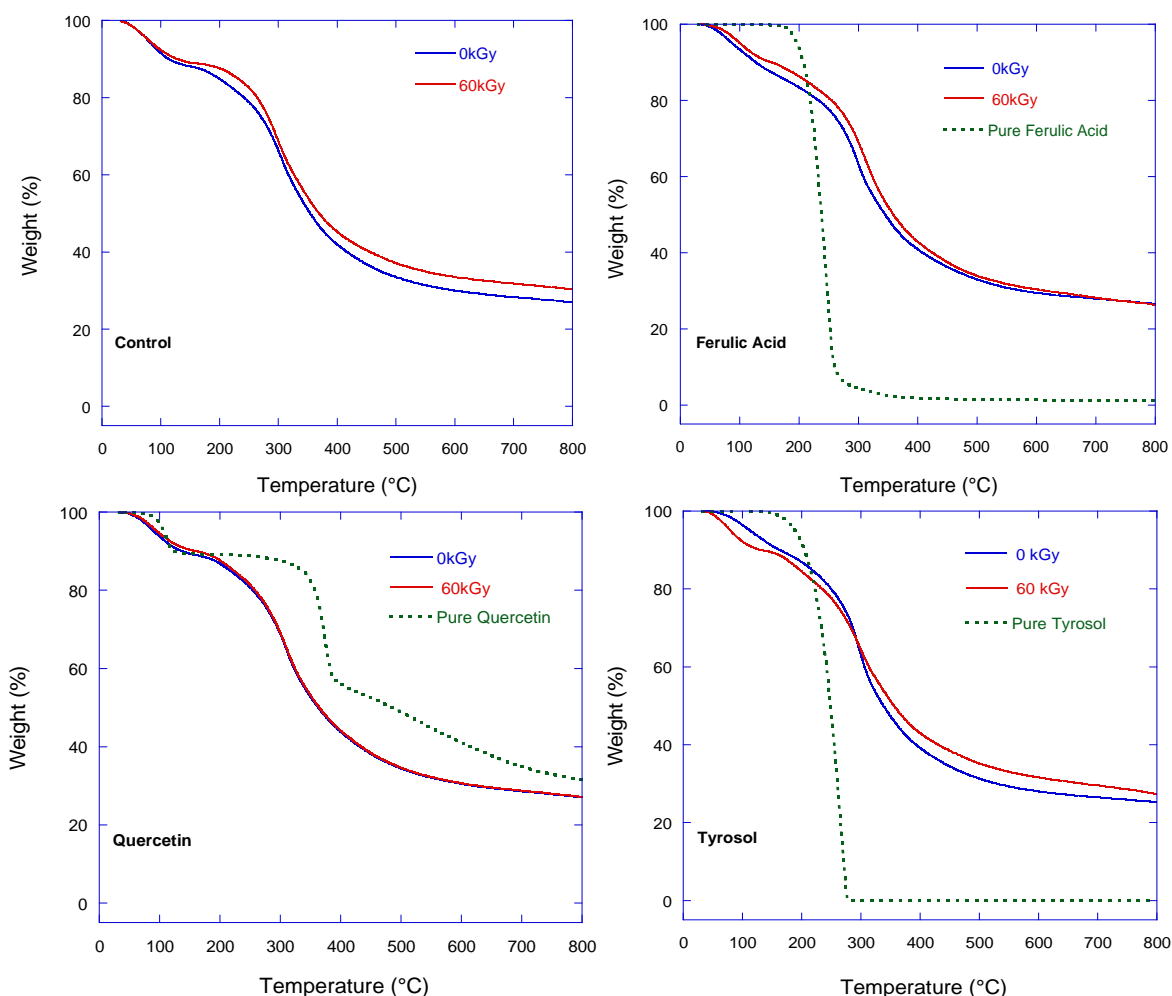 100
80
60
40
20
0
Weight (%)
0kGy
60kGy
Control
0 100 200 300 400 500 600 700 800
Temperature (°C)
100
80
60
40
20
0
Weight (%)
0kGy
60kGy
Pure Ferulic Acid
Ferulic Acid
0 100 200 300 400 500 600 700 800
Temperature (°C)
100
80
60
40
20
0
Weight (%)
0kGy
60kGy
Pure Quercetin
Quercetin
0 100 200 300 400 500 600 700 800
Temperature (°C)
100
80
60
40
20
0
Weight (%)
0 kGy
60 kGy
Pure Tyrosol
Tyrosol
0 100 200 300 400 500 600 700 800
Temperature (°C)